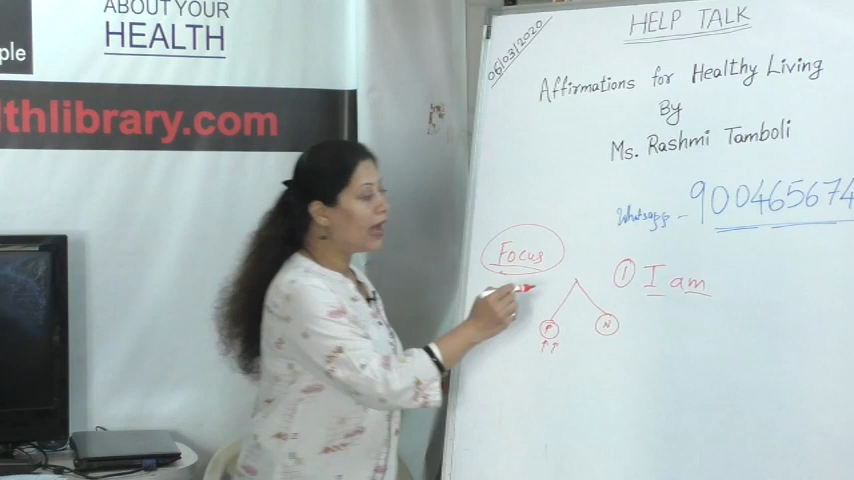 ABOUT YOUR
HEALTH
ple
lthlibrary.com
06/03/2020
HELP TALK
Affirmations for Healthy Living
By
Ms. Rashmi Tamboli
Whatsapp - 900465674
Focus
① I am
P
N